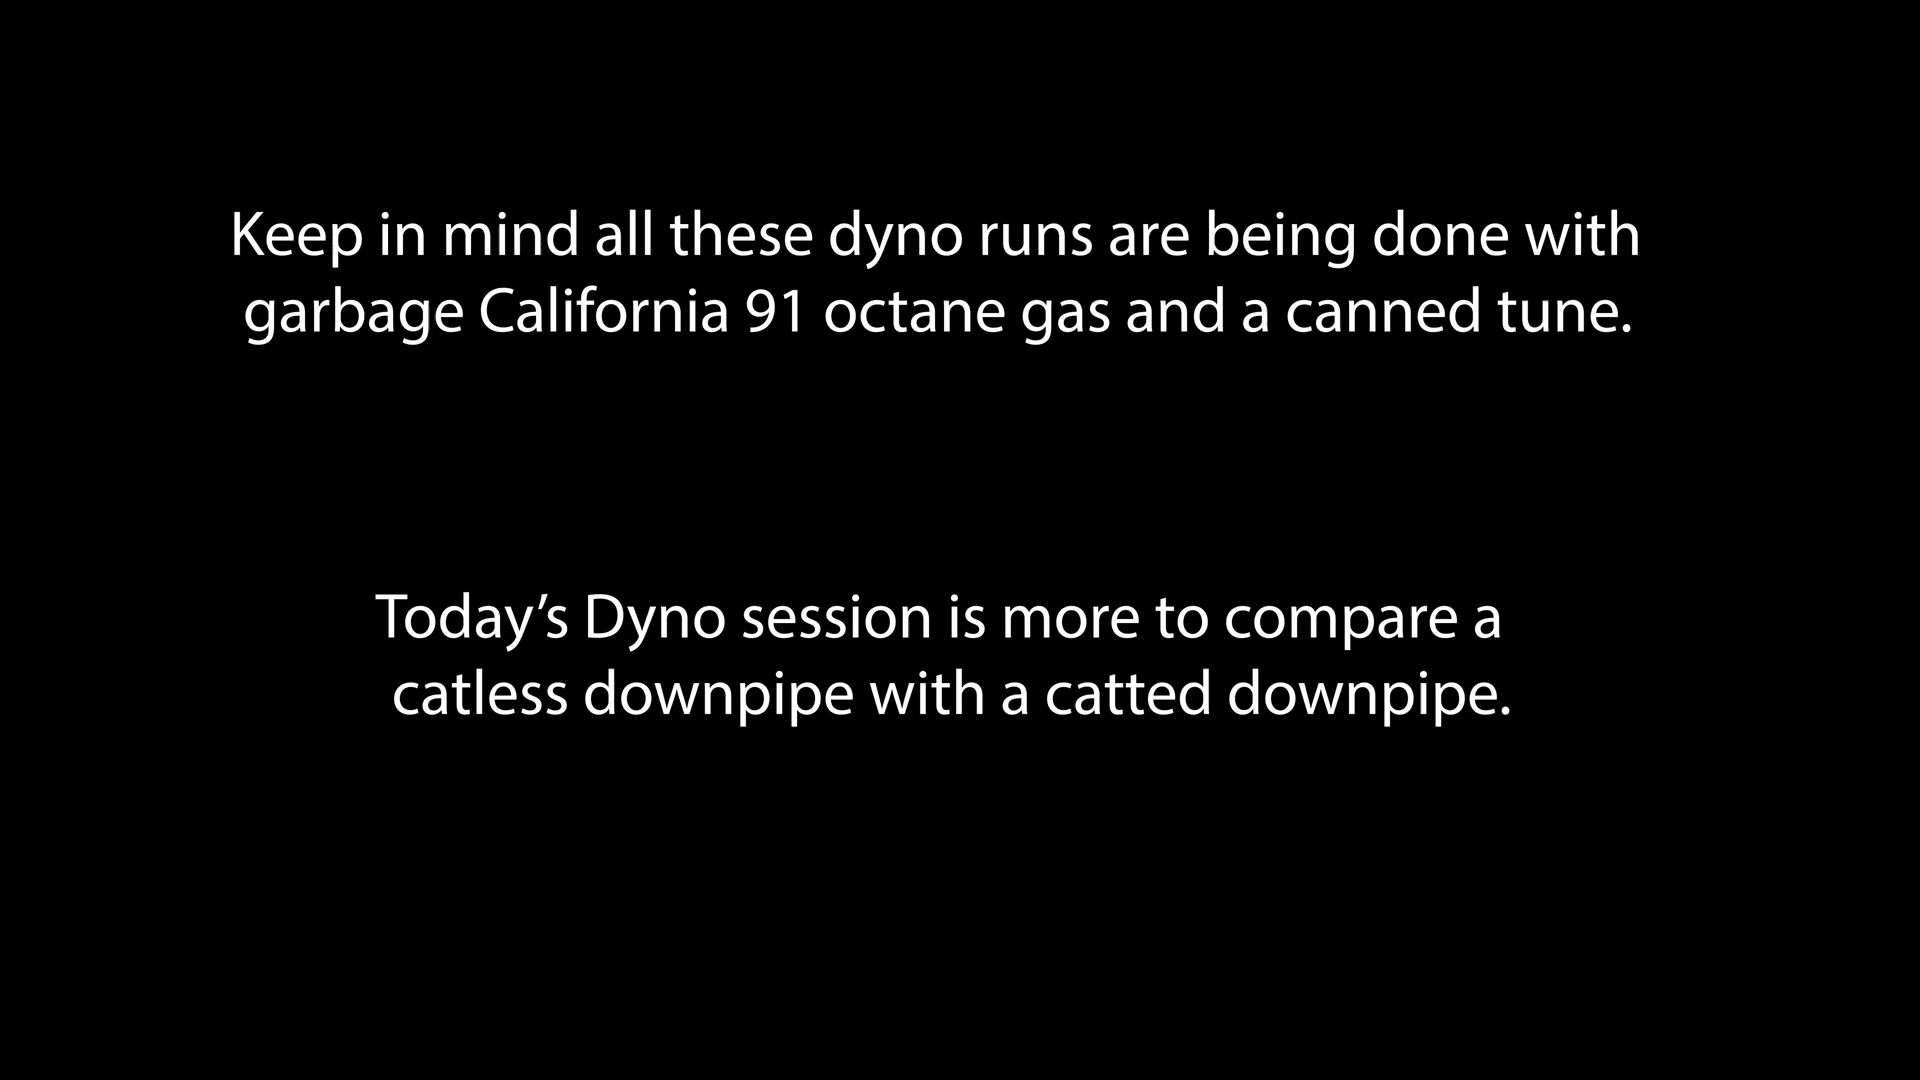 Keep in mind all these dyno runs are being done with
garbage California 91 octane gas and a canned tune.
Today’s Dyno session is more to compare a
catless downpipe with a catted downpipe.